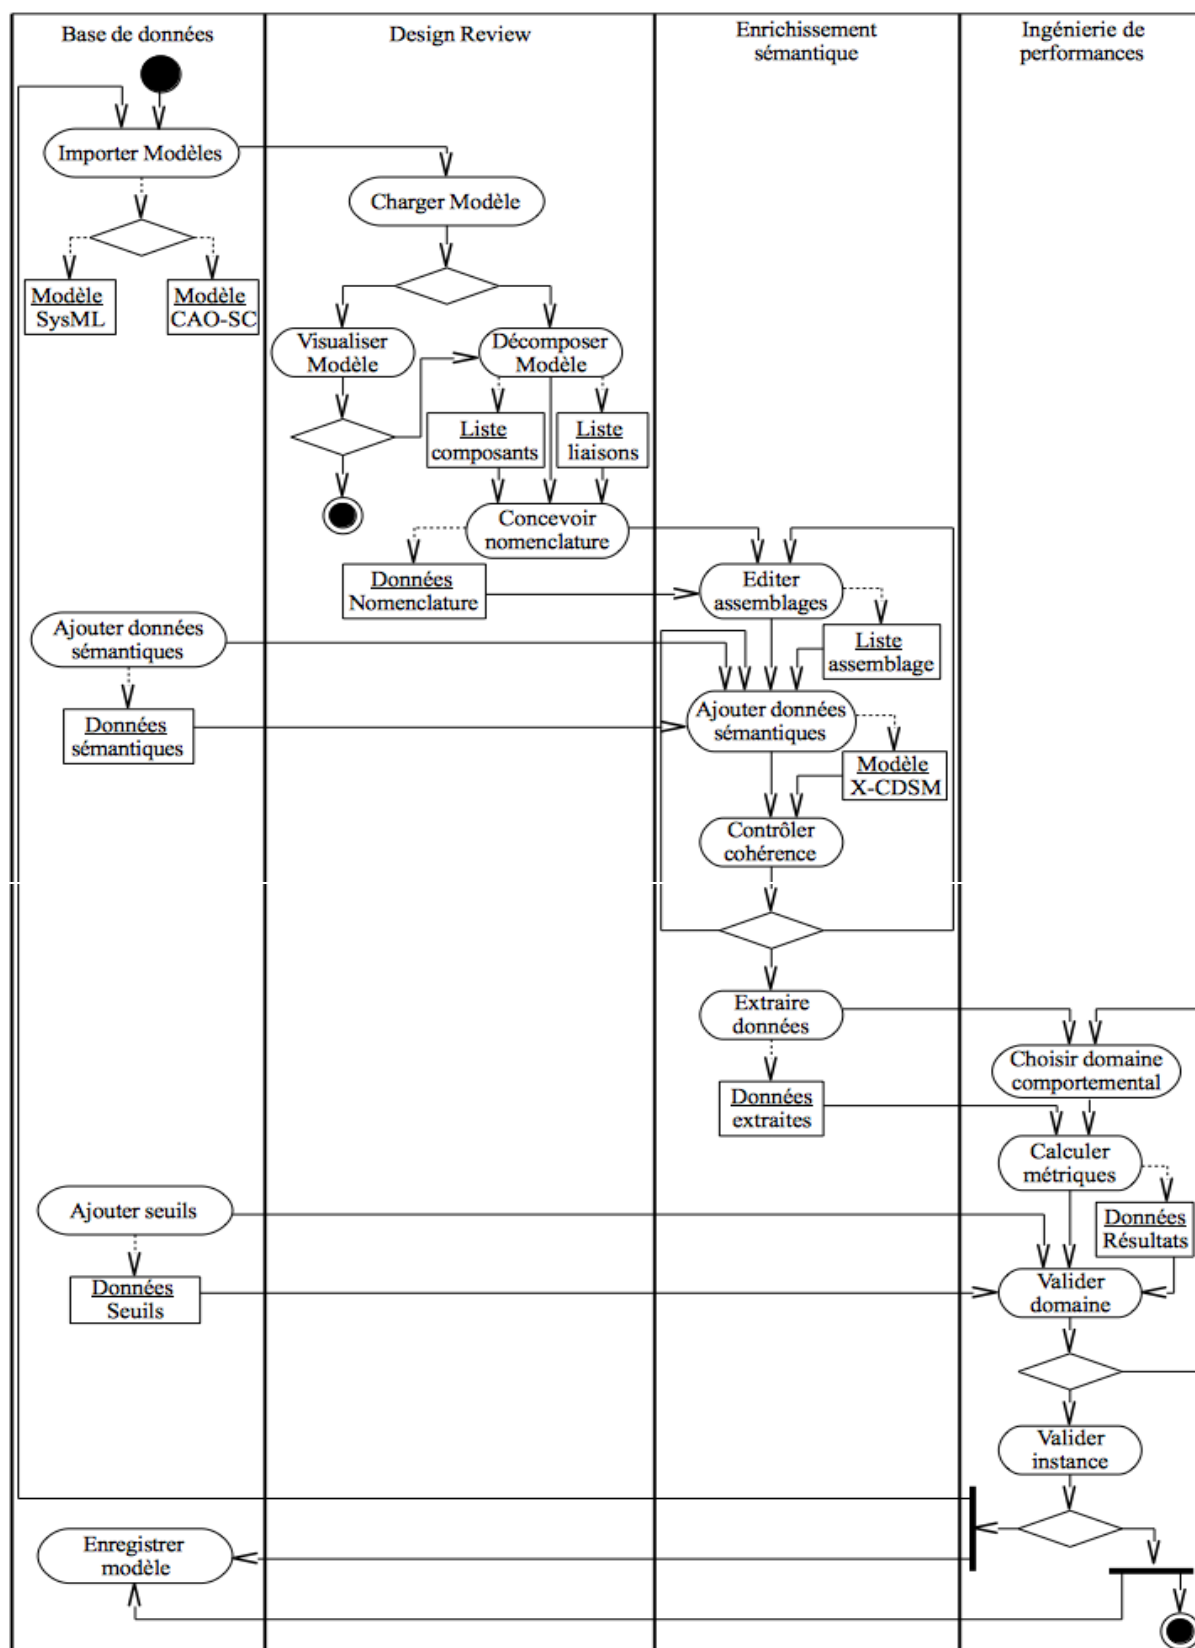 Base de données
Design Review
Enrichissement
sémantique
Ingénierie de
performances
Importer Modèles
Charger Modèle
Modèle
SysML
Modèle
CAO-SC
Visualiser
Modèle
Décomposer
Modèle
Liste
composants
Liste
liaisons
Concevoir
nomenclature
Données
Nomenclature
Editer
assemblages
Ajouter données
sémantiques
Liste
assemblage
Données
sémantiques
Ajouter données
sémantiques
Modèle
X-CDSM
Contrôler
cohérence
Extraire
données
Choisir domaine
comportemental
Données
extraites
Calculer
métriques
Ajouter seuils
Données
Résultats
Données
Seuils
Valider
domaine
Valider
instance
Enregistrer
modèle